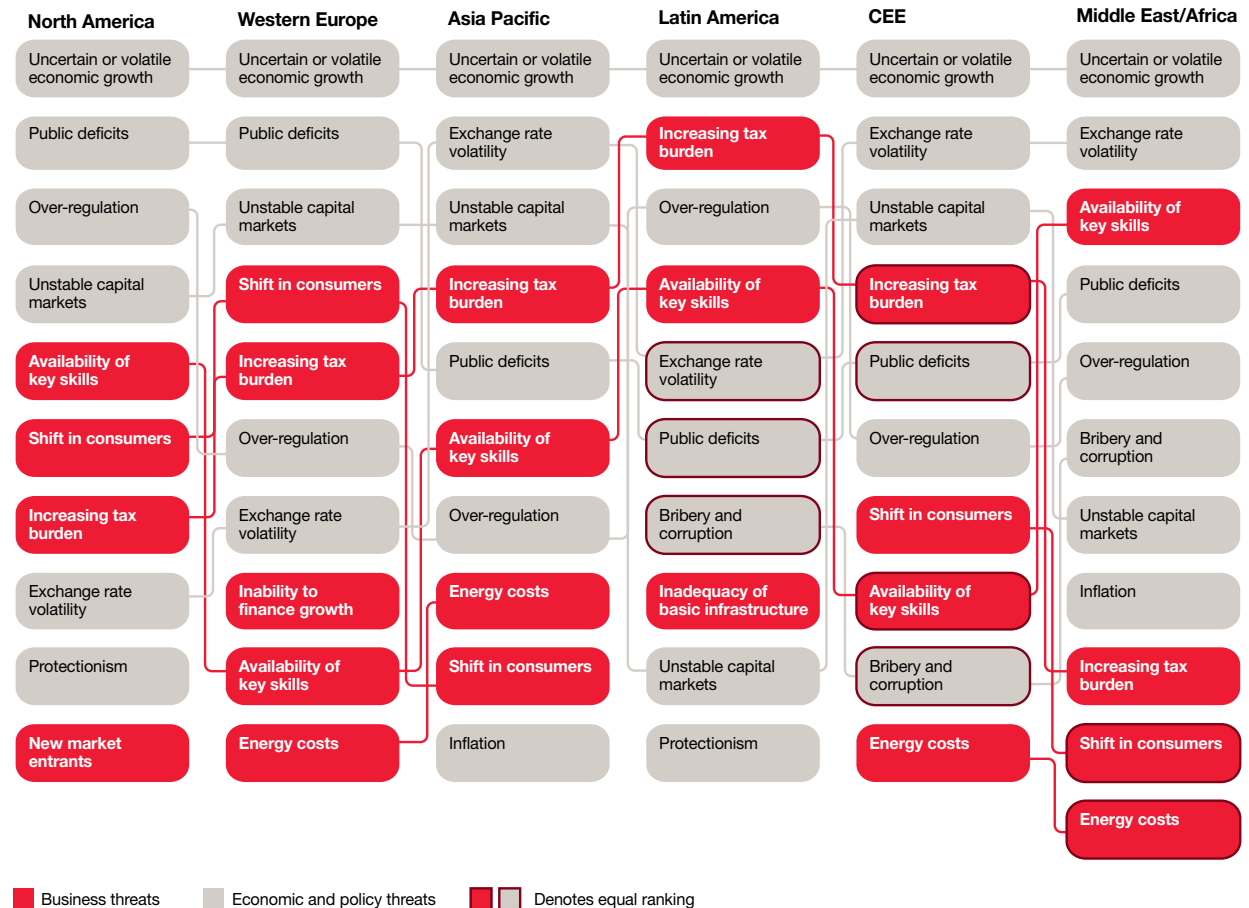 North America
Uncertain or volatile
economic growth
Public deficits
Over-regulation
Unstable capital
markets
Availability of
key skills
Shift in consumers
Increasing tax
burden
Exchange rate
volatility
Protectionism
New market
entrants
Western Europe
Uncertain or volatile
economic growth
Public deficits
Unstable capital
markets
Shift in consumers
Increasing tax
burden
Over-regulation
Exchange rate
volatility
Inability to
finance growth
Availability of
key skills
Energy costs
Asia Pacific
Uncertain or volatile
economic growth
Exchange rate
volatility
Unstable capital
markets
Increasing tax
burden
Public deficits
Availability of
key skills
Over-regulation
Energy costs
Shift in consumers
Inflation
Latin America
Uncertain or volatile
economic growth
Increasing tax
burden
Over-regulation
Availability of
key skills
Exchange rate
volatility
Public deficits
Bribery and
corruption
Inadequacy of
basic infrastructure
Unstable capital
markets
Protectionism
CEE
Uncertain or volatile
economic growth
Exchange rate
volatility
Unstable capital
markets
Increasing tax
burden
Public deficits
Over-regulation
Shift in consumers
Availability of
key skills
Bribery and
corruption
Energy costs
Middle East/Africa
Uncertain or volatile
economic growth
Exchange rate
volatility
Availability of
key skills
Public deficits
Over-regulation
Bribery and
corruption
Unstable capital
markets
Inflation
Increasing tax
burden
Shift in consumers
Energy costs
Business threats
Economic and policy threats
Denotes equal ranking